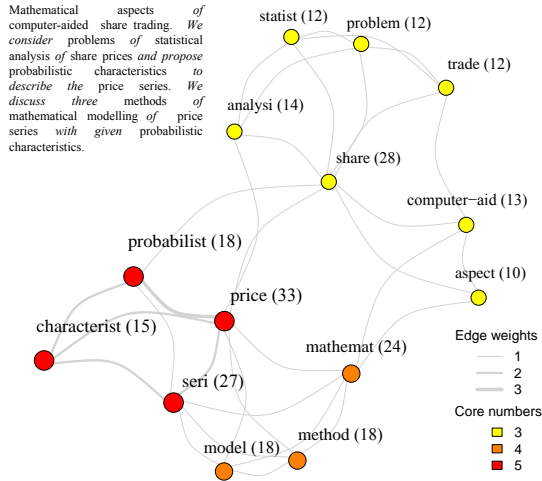 Mathematical aspects of
computer-aided share trading. We
consider problems of statistical
analysis of share prices and propose
probabilistic characteristics to
describe the price series. We
discuss three methods of
mathematical modelling of price
series with given probabilistic
characteristics.
statist (12)
problem (12)
trade (12)
analysi (14)
share (28)
computer−aid (13)
probabilist (18)
aspect (10)
price (33)
characterist (15)
mathemat (24)
seri (27)
model (18)
method (18)
Edge weights
1
2
3
Core numbers
3
4
5